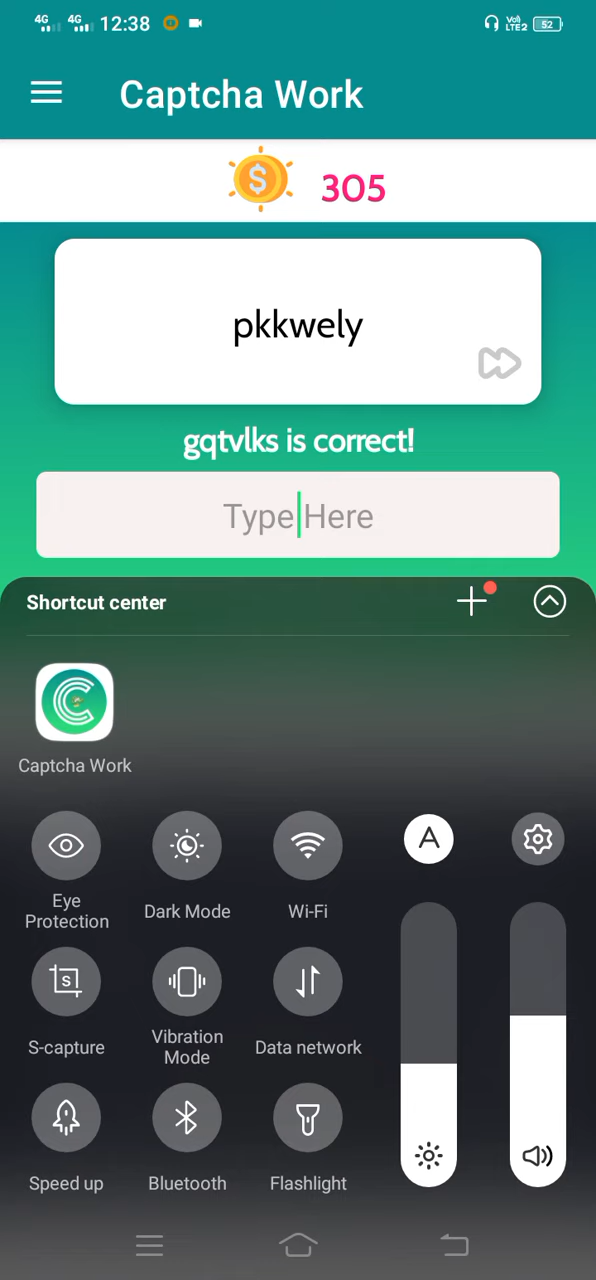 4G 4G 12:38 VoI) LTE2 52
Captcha Work
$ 305
pkkwely
gqtvlks is correct!
Type Here
Shortcut center
Captcha Work
A
Eye Protection
Dark Mode
Wi-Fi
S
S-capture
Vibration Mode
Data network
Speed up
Bluetooth
Flashlight